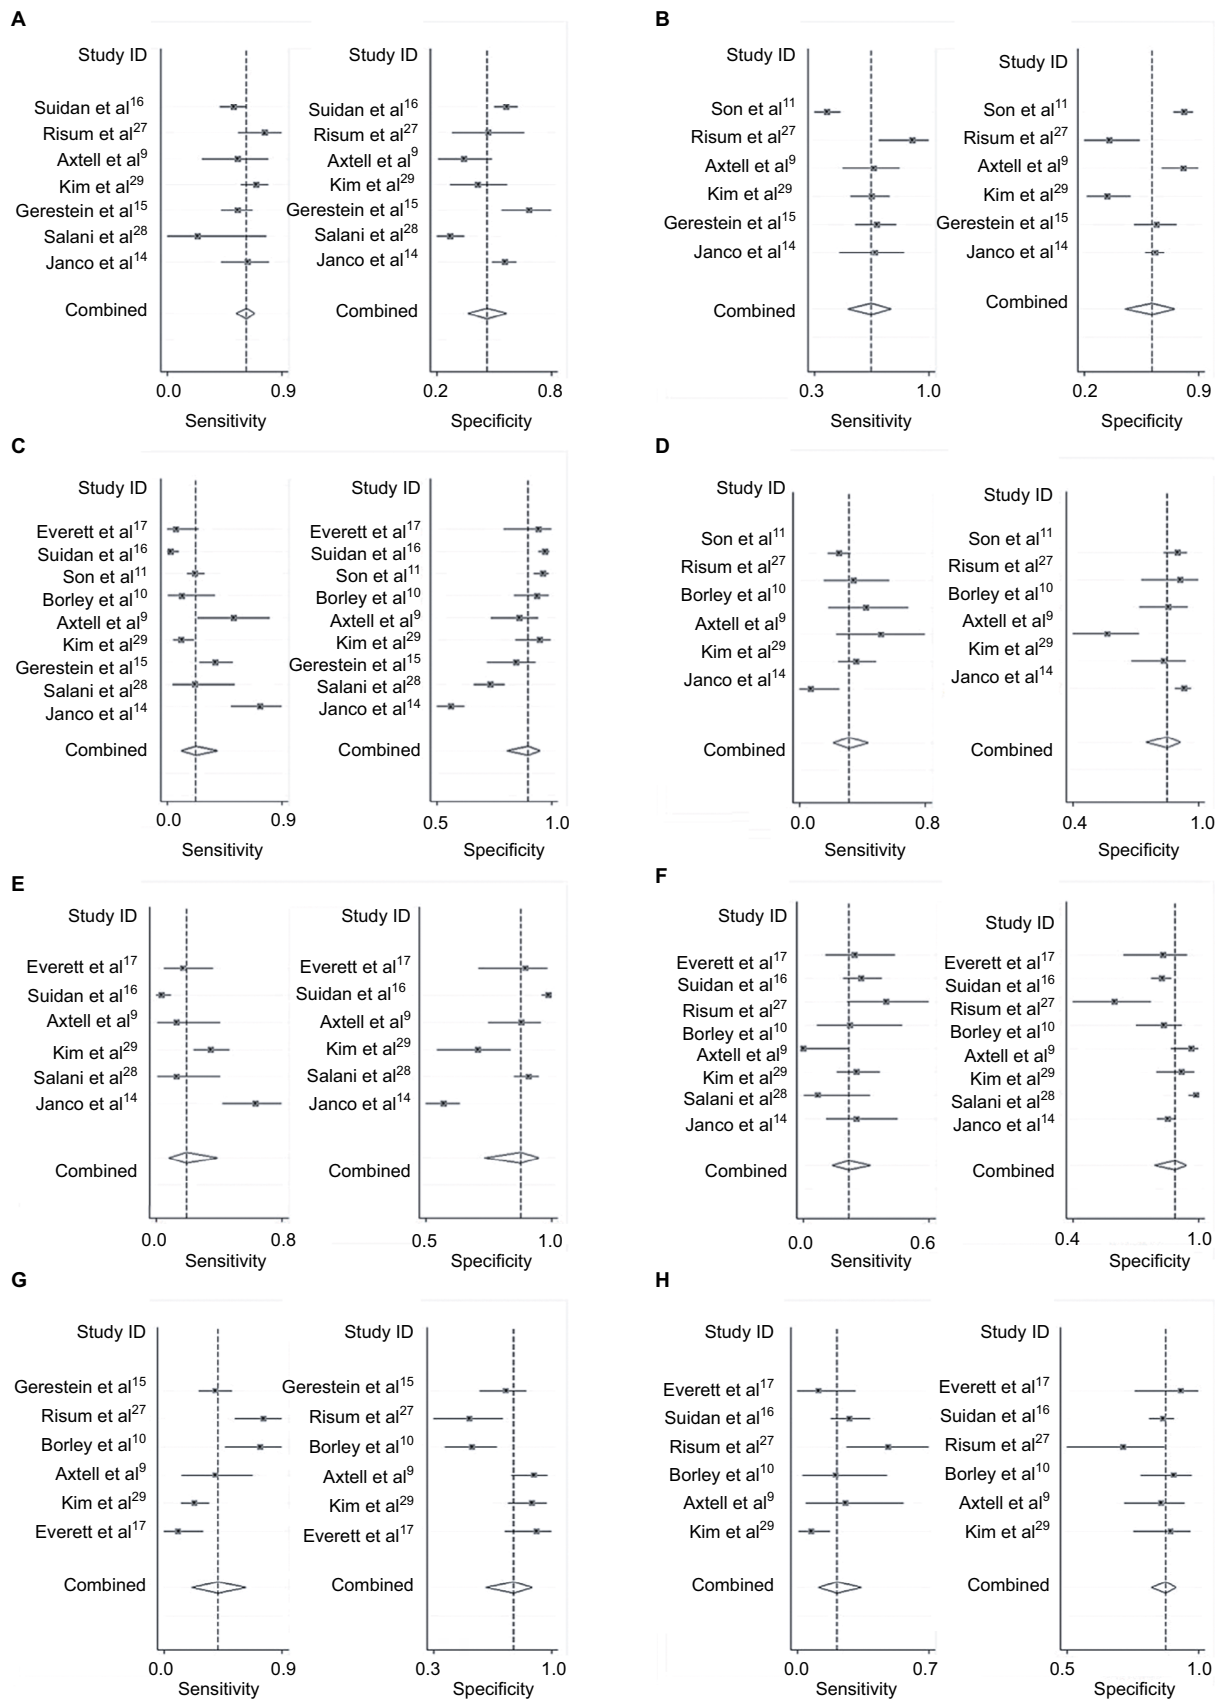 A
Study ID
Suidan et al16
Risum et al27
Axtell et al9
Kim et al29
Gerestein et al15
Salani et al28
Janco et al14
Combined
0.0 0.9
Sensitivity
Study ID
Suidan et al16
Risum et al27
Axtell et al9
Kim et al29
Gerestein et al15
Salani et al28
Janco et al14
Combined
0.2 0.8
Specificity
B
Study ID
Son et al11
Risum et al27
Axtell et al9
Kim et al29
Gerestein et al15
Janco et al14
Combined
0.3 1.0
Sensitivity
Study ID
Son et al11
Risum et al27
Axtell et al9
Kim et al29
Gerestein et al15
Janco et al14
Combined
0.2 0.9
Specificity
C
Study ID
Everett et al17
Suidan et al16
Son et al11
Borley et al10
Axtell et al9
Kim et al29
Gerestein et al15
Salani et al28
Janco et al14
Combined
0.0 0.9
Sensitivity
Study ID
Everett et al17
Suidan et al16
Son et al11
Borley et al10
Axtell et al9
Kim et al29
Gerestein et al15
Salani et al28
Janco et al14
Combined
0.5 1.0
Specificity
D
Study ID
Son et al11
Risum et al27
Borley et al10
Axtell et al9
Kim et al29
Janco et al14
Combined
0.0 0.8
Sensitivity
Study ID
Son et al11
Risum et al27
Borley et al10
Axtell et al9
Kim et al29
Janco et al14
Combined
0.4 1.0
Specificity
E
Study ID
Everett et al17
Suidan et al16
Axtell et al9
Kim et al29
Salani et al28
Janco et al14
Combined
0.0 0.8
Sensitivity
Study ID
Everett et al17
Suidan et al16
Axtell et al9
Kim et al29
Salani et al28
Janco et al14
Combined
0.5 1.0
Specificity
F
Study ID
Everett et al17
Suidan et al16
Risum et al27
Borley et al10
Axtell et al9
Kim et al29
Salani et al28
Janco et al14
Combined
0.0 0.6
Sensitivity
Study ID
Everett et al17
Suidan et al16
Risum et al27
Borley et al10
Axtell et al9
Kim et al29
Salani et al28
Janco et al14
Combined
0.4 1.0
Specificity
G
Study ID
Gerestein et al15
Risum et al27
Borley et al10
Axtell et al9
Kim et al29
Everett et al17
Combined
0.0 0.9
Sensitivity
Study ID
Gerestein et al15
Risum et al27
Borley et al10
Axtell et al9
Kim et al29
Everett et al17
Combined
0.3 1.0
Specificity
H
Study ID
Everett et al17
Suidan et al16
Risum et al27
Borley et al10
Axtell et al9
Kim et al29
Combined
0.0 0.7
Sensitivity
Study ID
Everett et al17
Suidan et al16
Risum et al27
Borley et al10
Axtell et al9
Kim et al29
Combined
0.5 1.0
Specificity